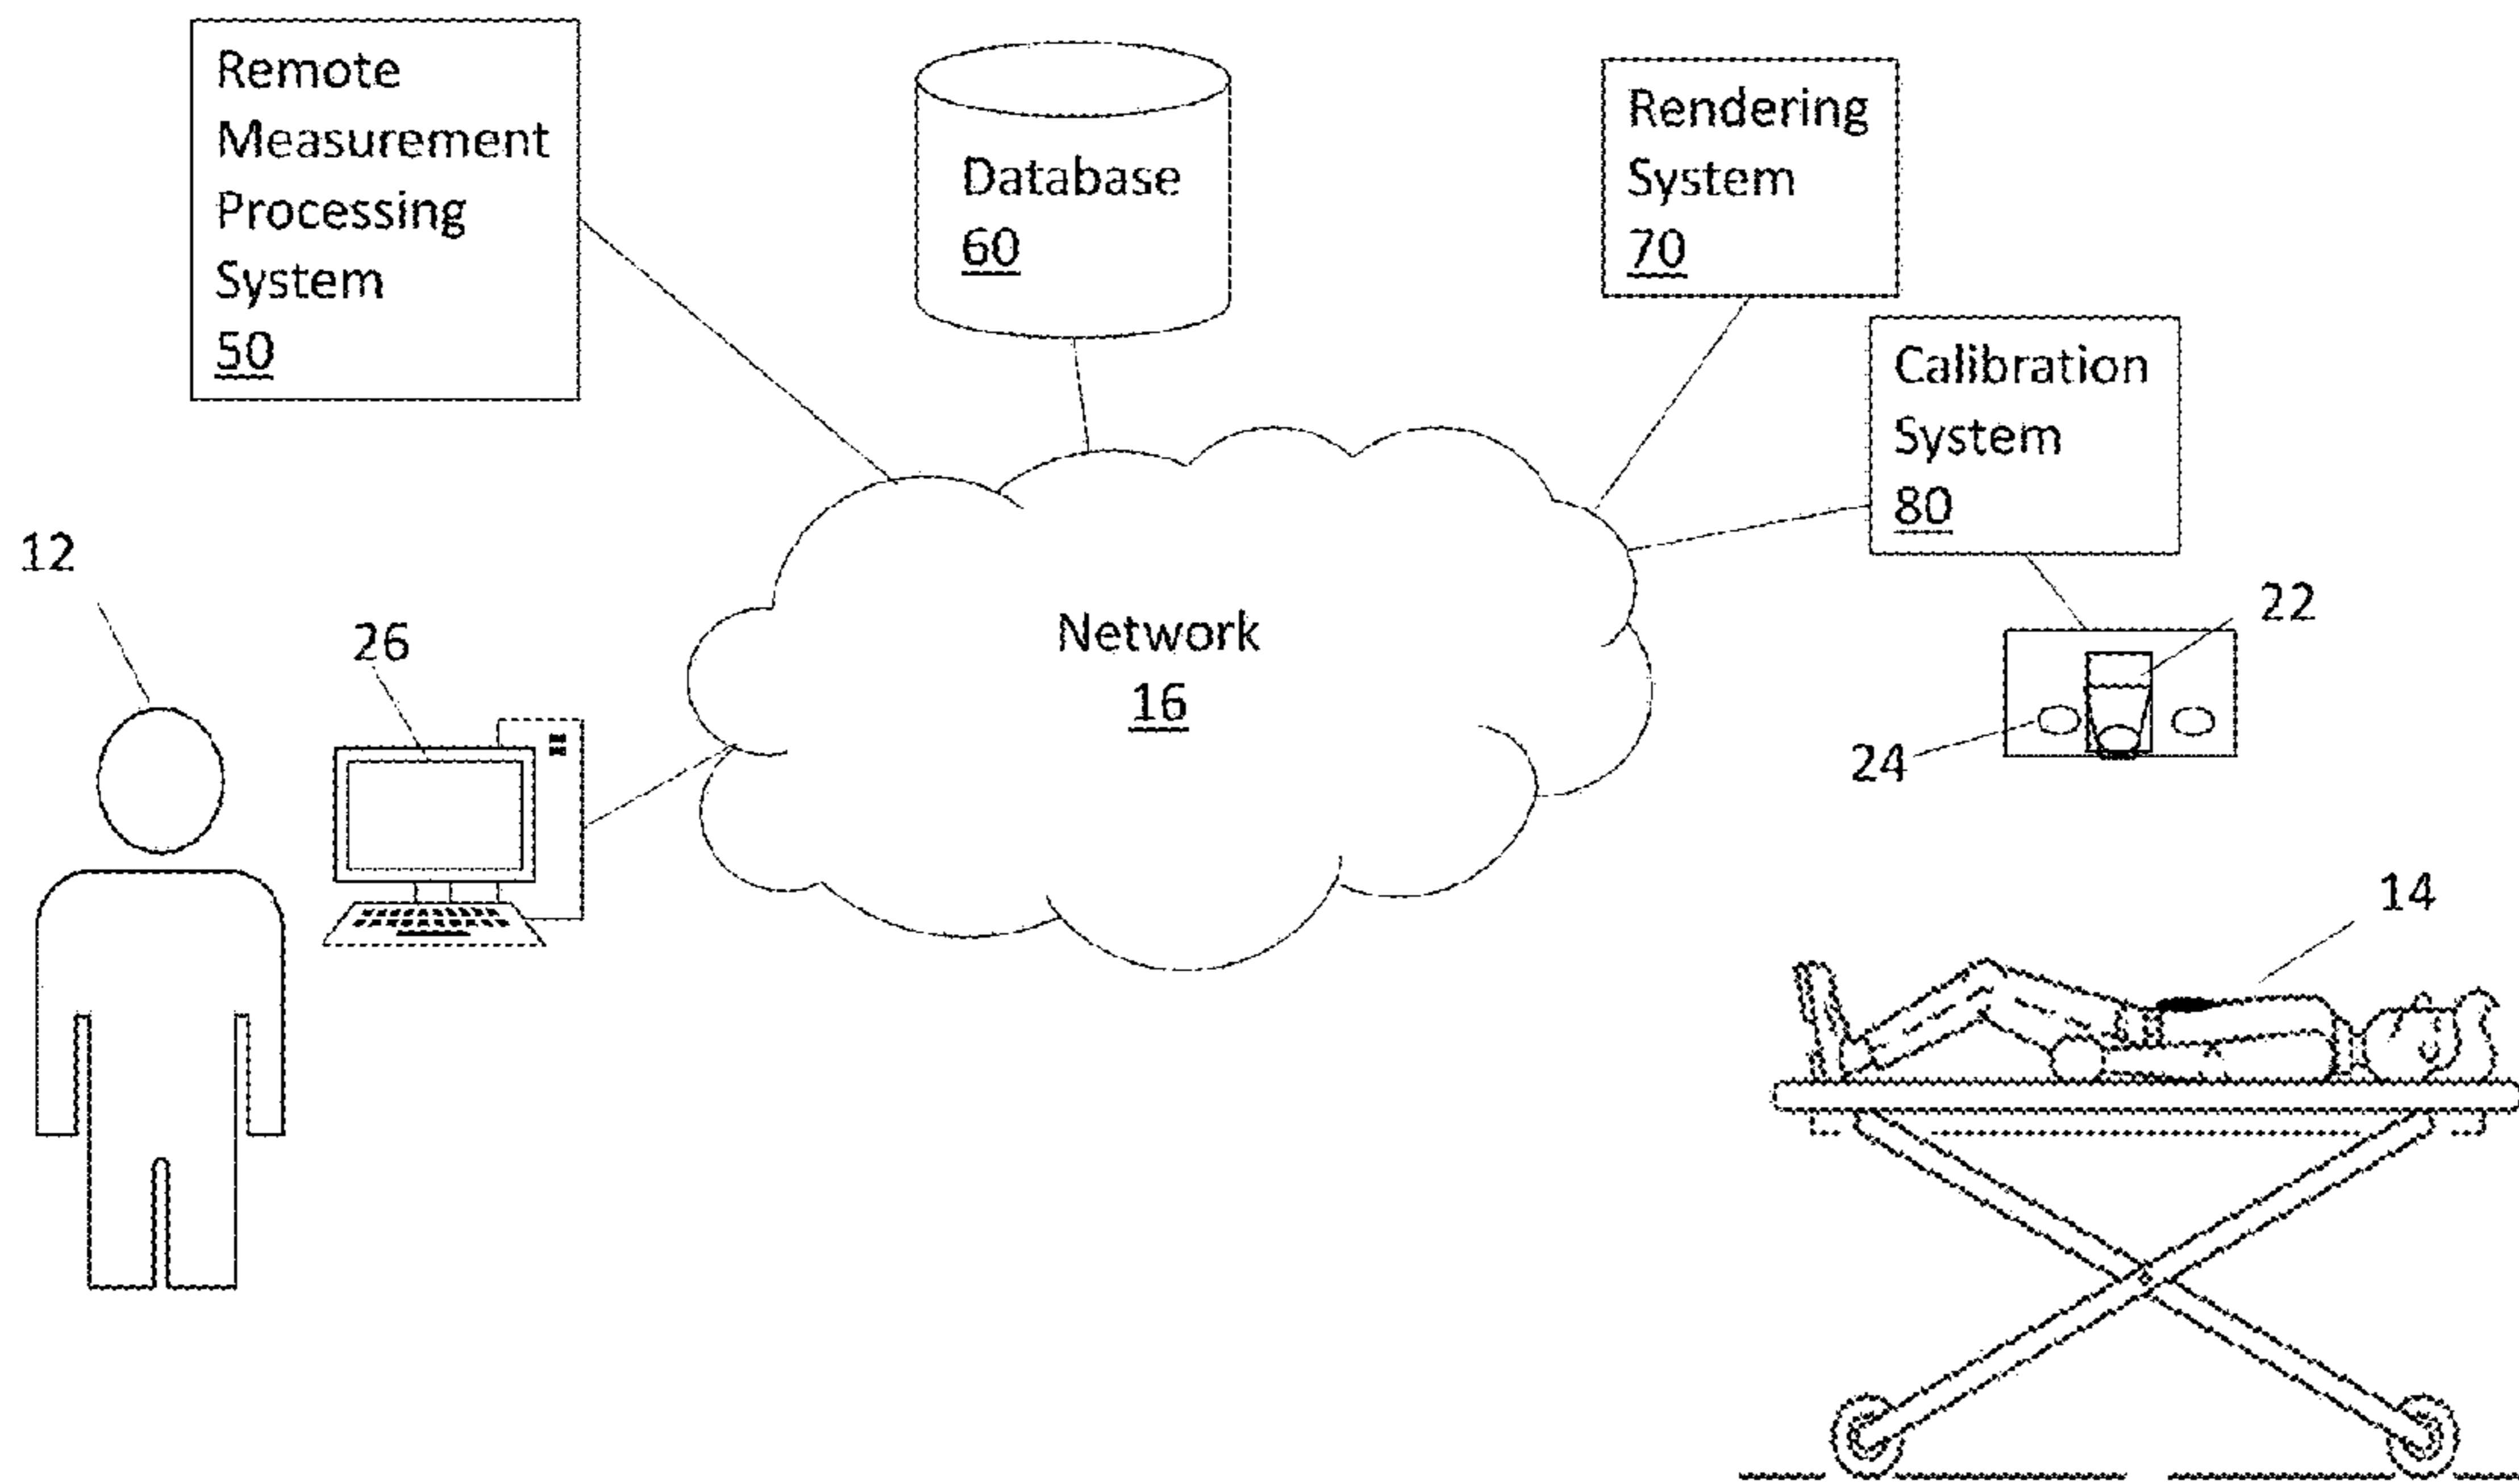 Remote
Measurement
Processing
System
50
Database
60
Rendering
System
70
Calibration
System
80
12
26
Network
16
22
24
14